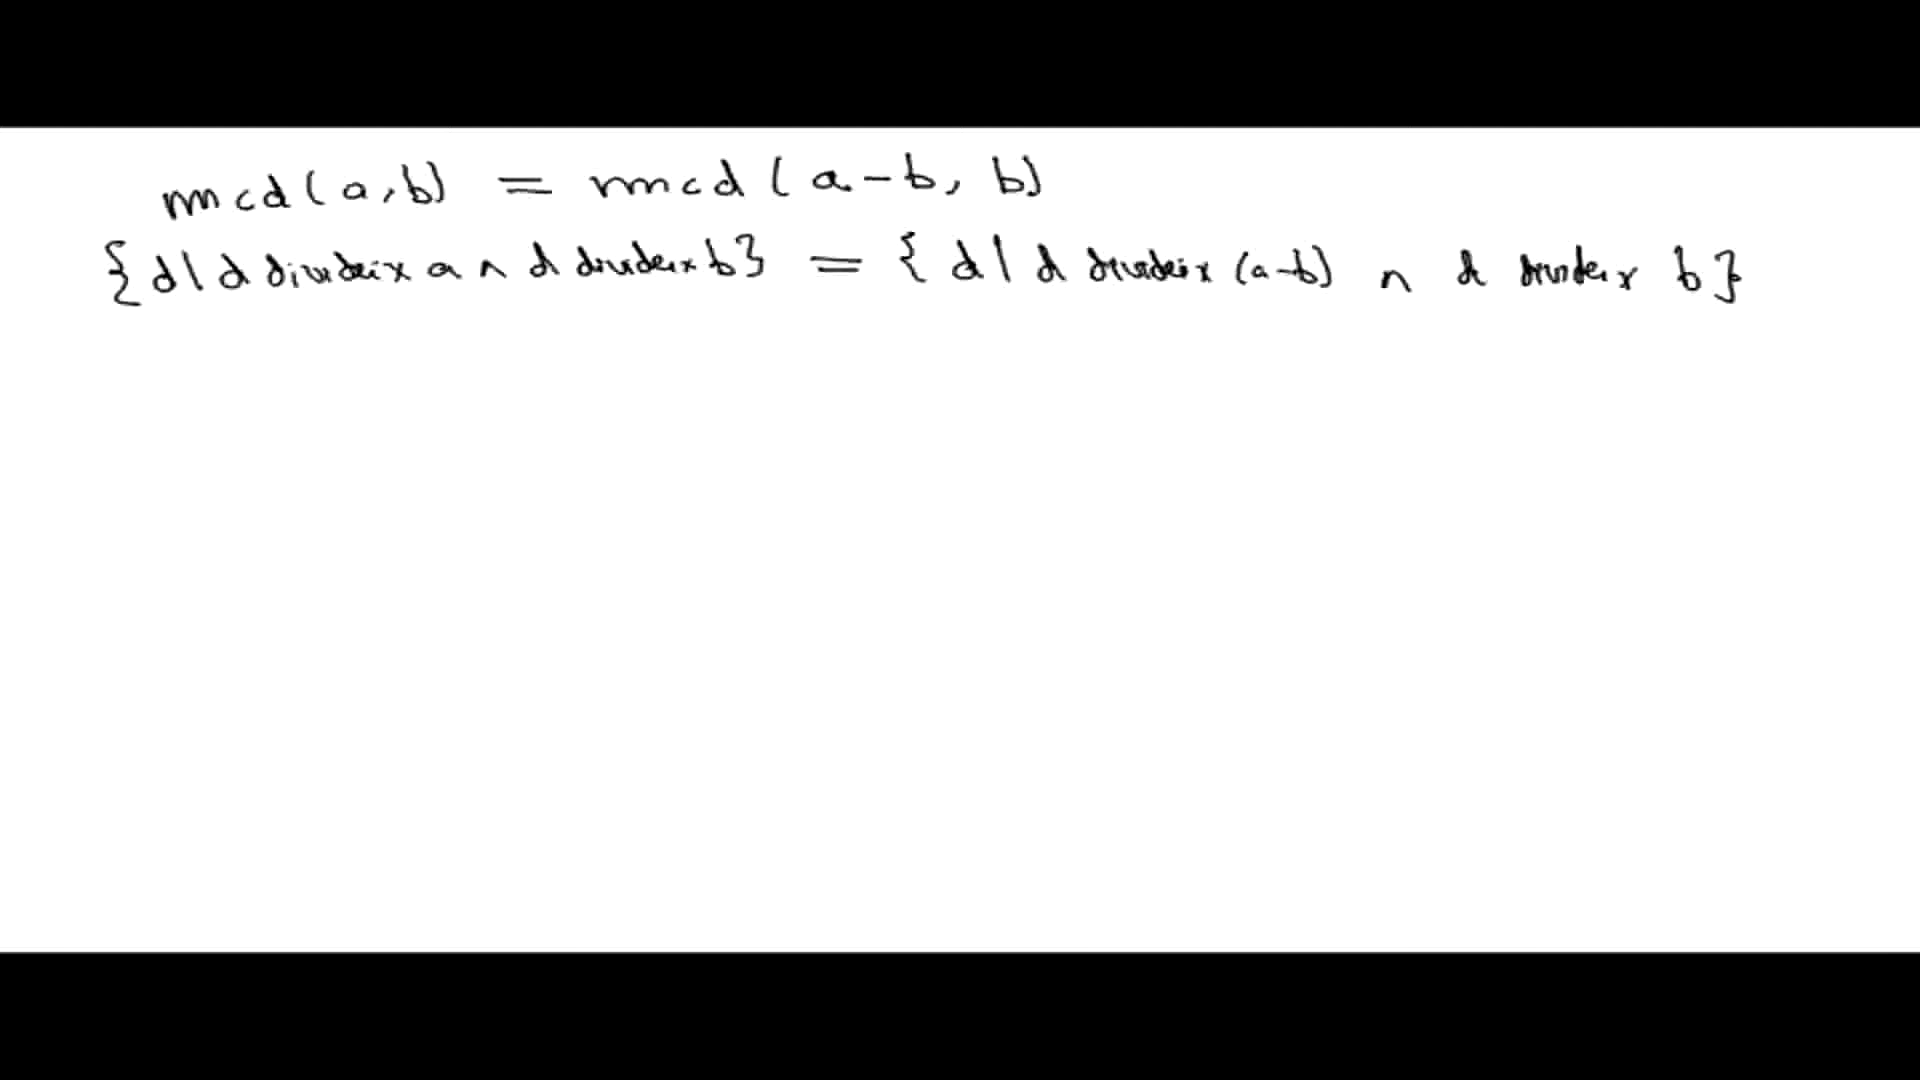 mcd(a,b) = mcd(a-b, b)
{d|d divideix a ∧ d divideix b} = {d|d divideix (a-b) ∧ d divideix b}